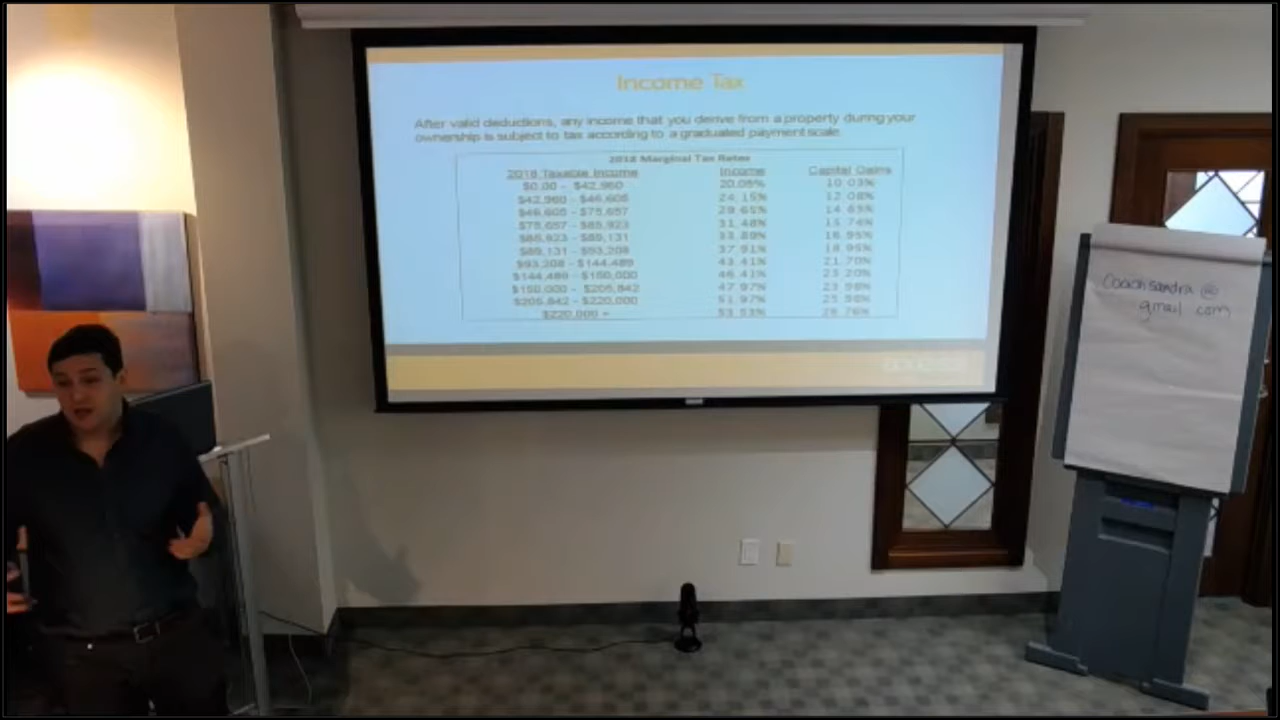 Income Tax
After valid deductions, any income that you derive from a property during your
ownership is subject to tax according to a graduated payment scale.
2018 Marginal Tax Rates
2018 Taxable Income Income Capital Gains
$0.00 - $42,960 20.05% 10.03%
$42,960 - $46,605 24.15% 12.08%
$46,605 - $75,657 29.65% 14.83%
$75,657 - $85,923 31.48% 15.74%
$85,923 - $89,131 33.89% 16.95%
$89,131 - $93,208 37.91% 18.95%
$93,208 - $144,489 43.41% 21.70%
$144,489 - $150,000 46.41% 23.20%
$150,000 - $205,842 47.97% 23.98%
$205,842 - $220,000 51.97% 25.98%
$220,000 + 53.53% 26.76%
Coachsandra@
gmail com